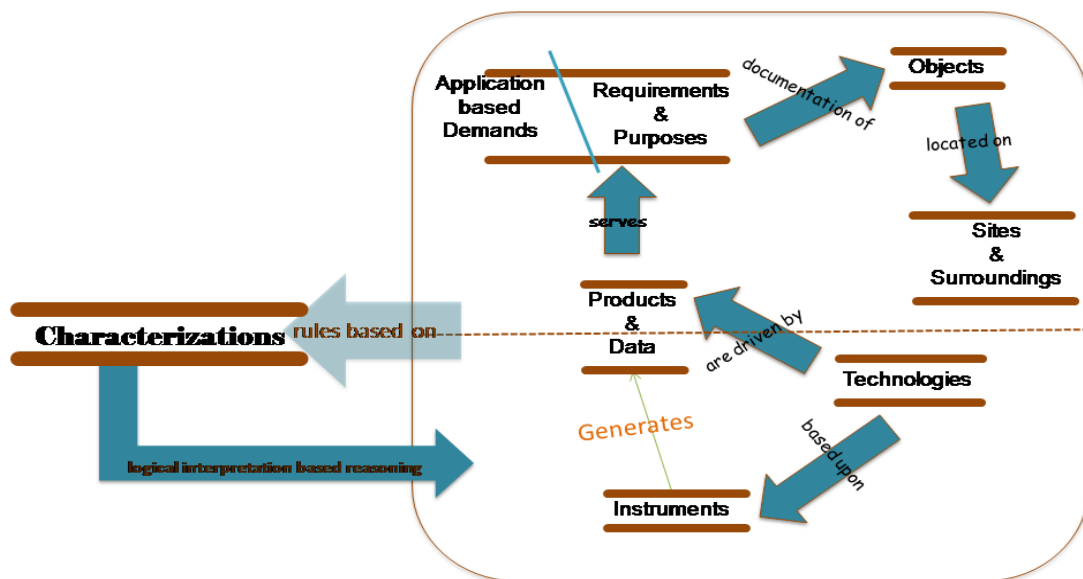 Application
based
Demands
Requirements
&
Purposes
documentation of
Objects
located on
Sites
&
Surroundings
serves
Products
&
Data
Characterizations
rules based on
are driven by
Technologies
Generates
based upon
logical interpretation based reasoning
Instruments